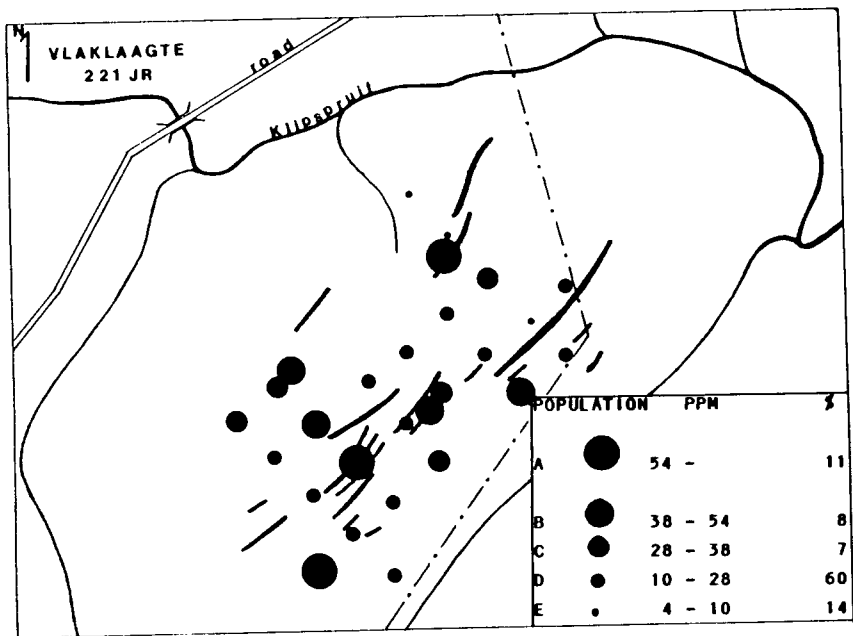 N
VLAKLAAGTE
221 JR
road
Klipspruit
POPULATION PPM %
A 54 - 11
B 38 - 54 8
C 28 - 38 7
D 10 - 28 60
E 4 - 10 14